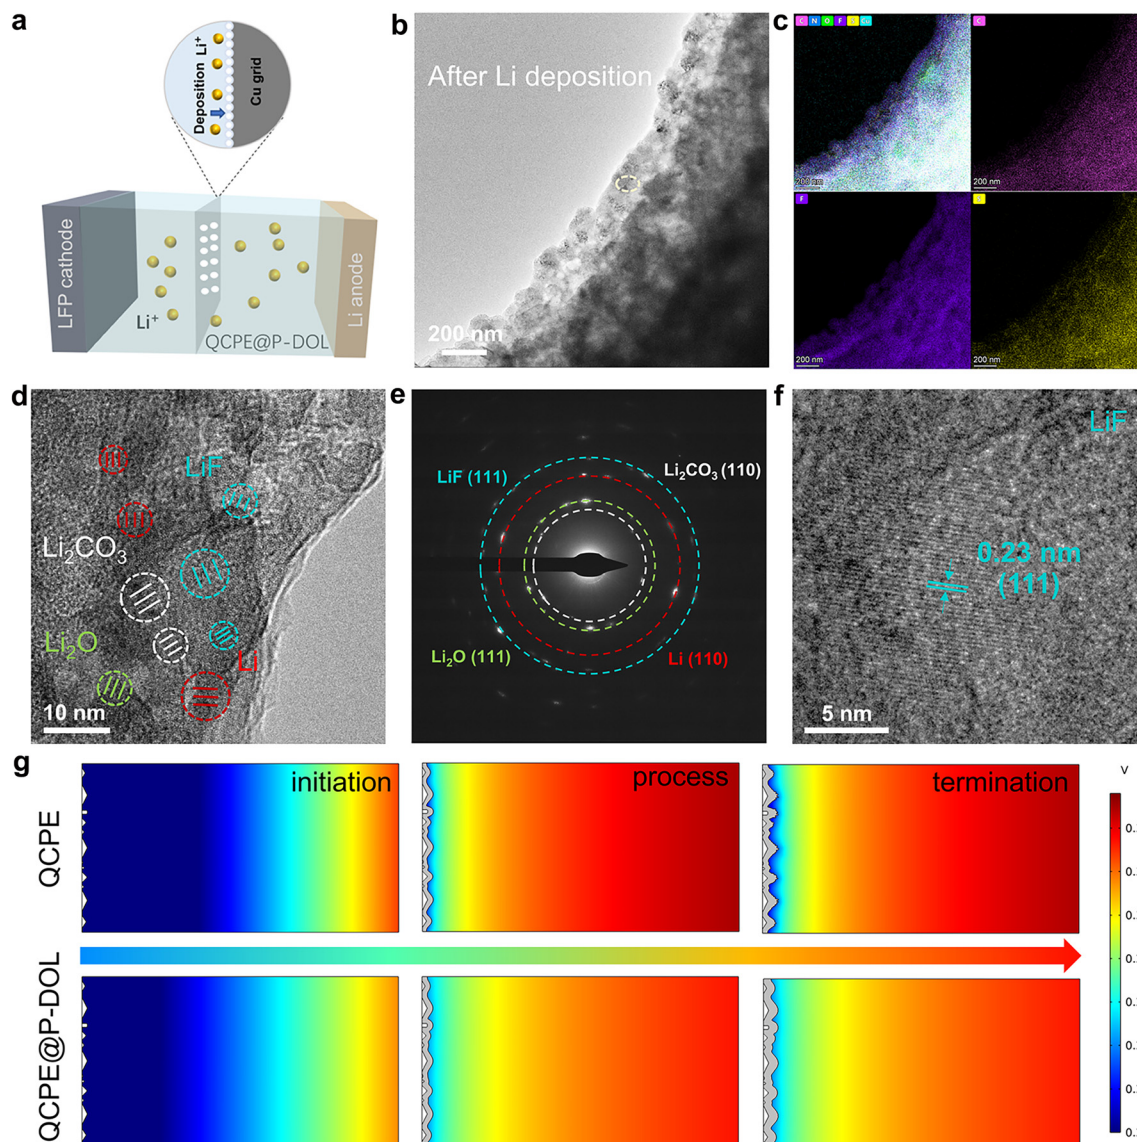 a
Deposition Li⁺
Cu grid
LFP cathode
Li⁺
QCPE@P-DOL
Li anode
b
After Li deposition
200 nm
c
C N O F Cu
C
200 nm
200 nm
F
200 nm
200 nm
d
LiF
Li₂CO₃
Li₂O
Li
10 nm
e
LiF (111)
Li₂CO₃ (110)
Li₂O (111)
Li (110)
f
LiF
0.23 nm
(111)
5 nm
g
QCPE
initiation
process
termination
V
QCPE@P-DOL